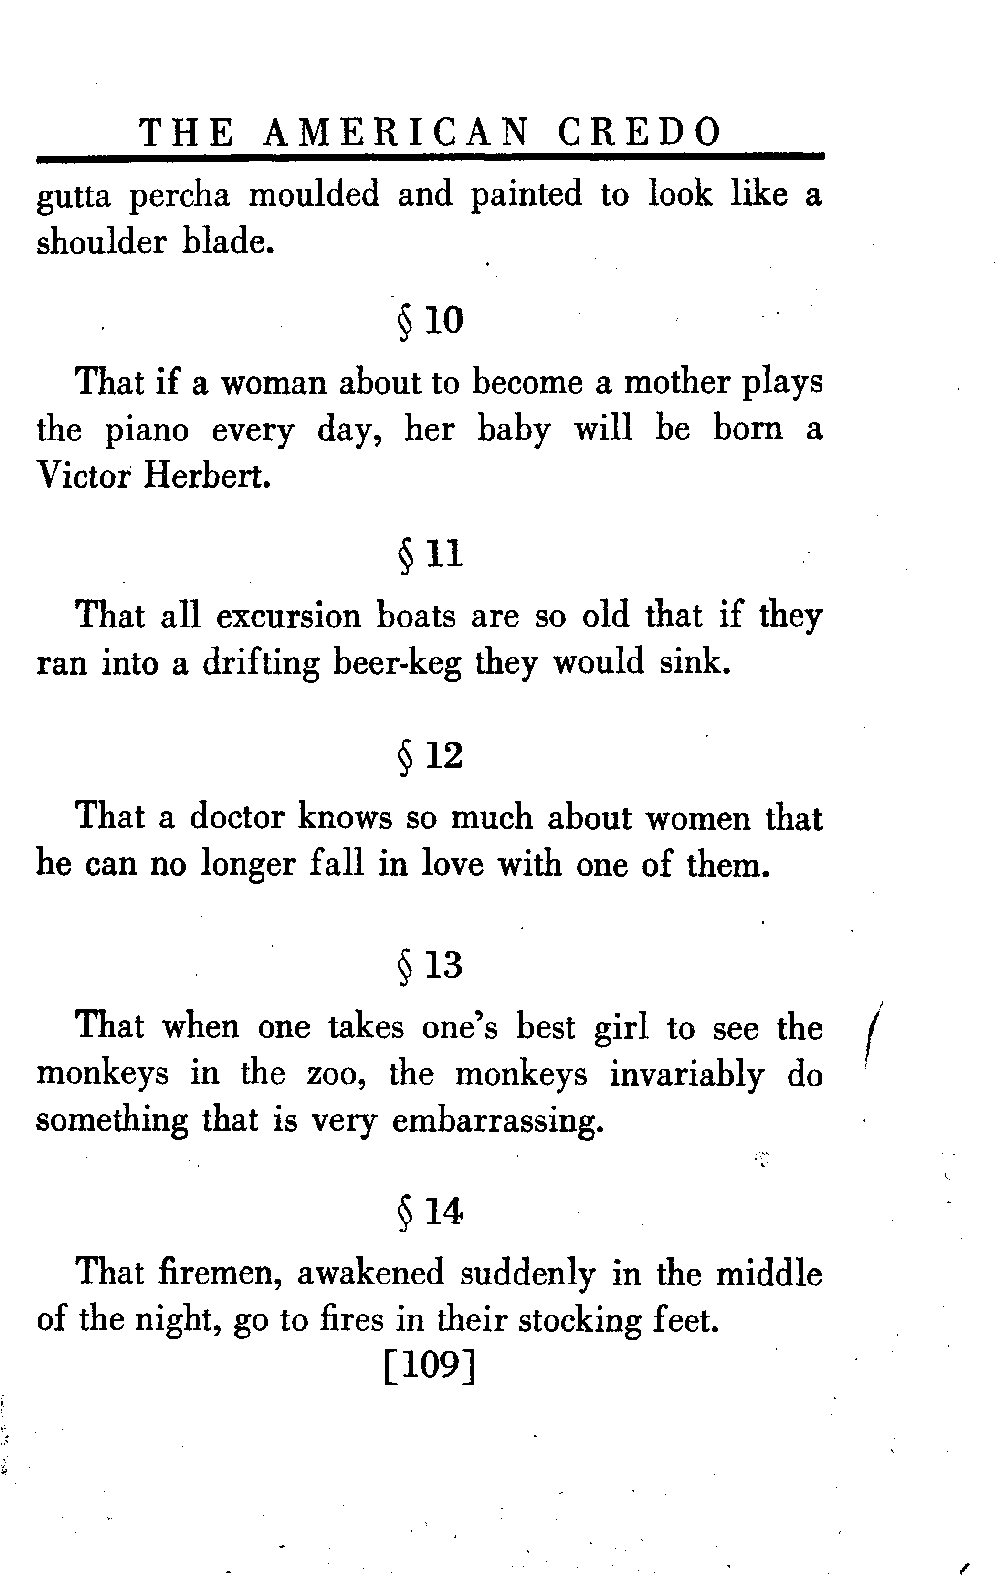 THE AMERICAN CREDO
gutta percha moulded and painted to look like a
shoulder blade.
§ 10
That if a woman about to become a mother plays
the piano every day, her baby will be born a
Victor Herbert.
§ 11
That all excursion boats are so old that if they
ran into a drifting beer-keg they would sink.
§ 12
That a doctor knows so much about women that
he can no longer fall in love with one of them.
§ 13
That when one takes one's best girl to see the
monkeys in the zoo, the monkeys invariably do
something that is very embarrassing.
§ 14
That firemen, awakened suddenly in the middle
of the night, go to fires in their stocking feet.
[109]